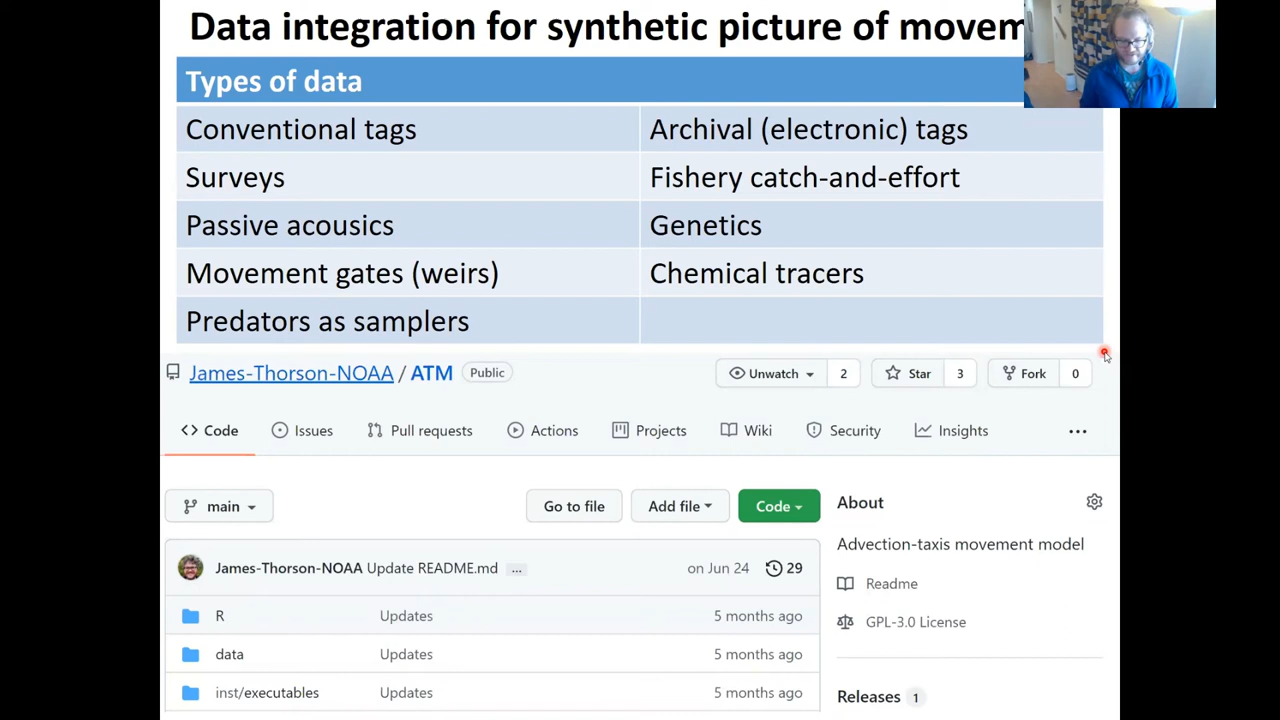 Data integration for synthetic picture of movem
Types of data
Conventional tags Archival (electronic) tags
Surveys Fishery catch-and-effort
Passive acousics Genetics
Movement gates (weirs) Chemical tracers
Predators as samplers
James-Thorson-NOAA / ATM Public Unwatch 2 Star 3 Fork 0
Code Issues Pull requests Actions Projects Wiki Security Insights ...
main Go to file Add file Code About
Advection-taxis movement model
James-Thorson-NOAA Update README.md ... on Jun 24 29
Readme
R Updates 5 months ago
GPL-3.0 License
data Updates 5 months ago
inst/executables Updates 5 months ago
Releases 1